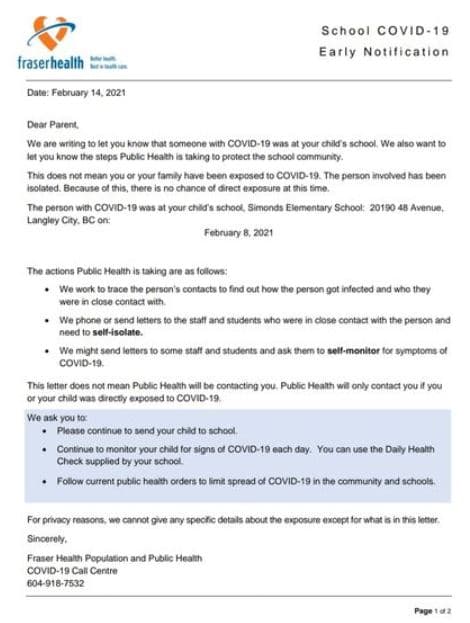 School COVID-19
Early Notification
fraserhealth
Better health.
Best in health care.
Date: February 14, 2021
Dear Parent,
We are writing to let you know that someone with COVID-19 was at your child's school. We also want to
let you know the steps Public Health is taking to protect the school community.
This does not mean you or your family have been exposed to COVID-19. The person involved has been
isolated. Because of this, there is no chance of direct exposure at this time.
The person with COVID-19 was at your child's school, Simonds Elementary School: 20190 48 Avenue,
Langley City, BC on:
February 8, 2021
The actions Public Health is taking are as follows:
• We work to trace the person's contacts to find out how the person got infected and who they
were in close contact with.
• We phone or send letters to the staff and students who were in close contact with the person and
need to self-isolate.
• We might send letters to some staff and students and ask them to self-monitor for symptoms of
COVID-19.
This letter does not mean Public Health will be contacting you. Public Health will only contact you if you
or your child was directly exposed to COVID-19.
We ask you to:
• Please continue to send your child to school.
• Continue to monitor your child for signs of COVID-19 each day. You can use the Daily Health
Check supplied by your school.
• Follow current public health orders to limit spread of COVID-19 in the community and schools.
For privacy reasons, we cannot give any specific details about the exposure except for what is in this letter.
Sincerely,
Fraser Health Population and Public Health
COVID-19 Call Centre
604-918-7532
Page 1 of 2